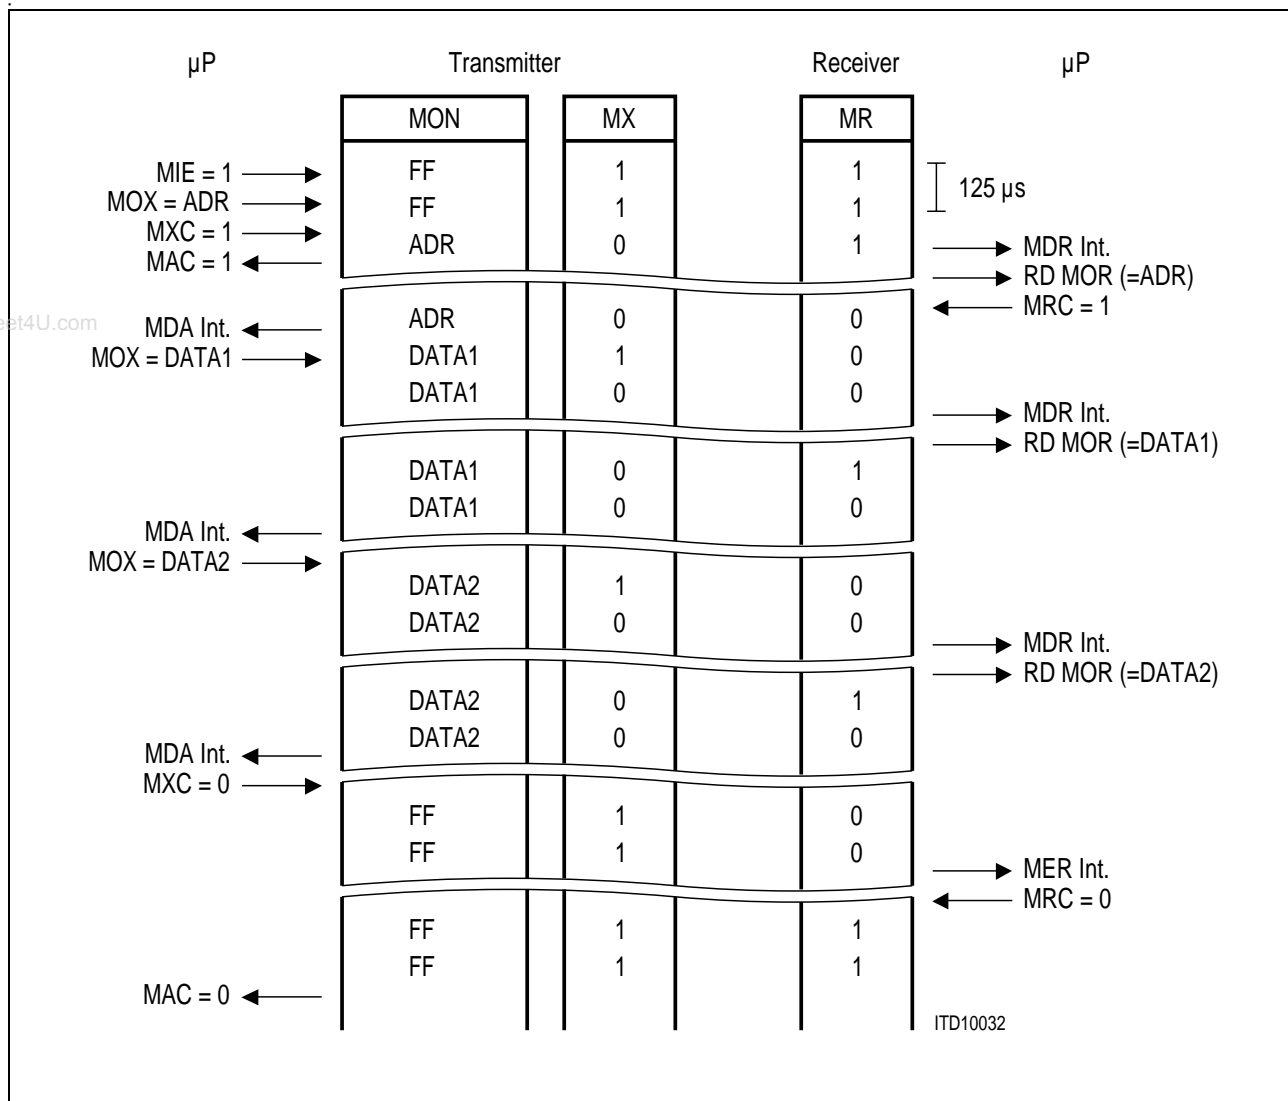 .
µP Transmitter Receiver µP
MON MX MR
MIE = 1 FF 1 1
125 µs
MOX = ADR FF 1 1
MXC = 1 ADR 0 1 MDR Int.
MAC = 1 RD MOR (=ADR)
MRC = 1
eet4U.com MDA Int. ADR 0 0
MOX = DATA1 DATA1 1 0
DATA1 0 0
MDR Int.
RD MOR (=DATA1)
DATA1 0 1
DATA1 0 0
MDA Int.
MOX = DATA2
DATA2 1 0
DATA2 0 0
MDR Int.
RD MOR (=DATA2)
DATA2 0 1
DATA2 0 0
MDA Int.
MXC = 0
FF 1 0
FF 1 0
MER Int.
MRC = 0
FF 1 1
FF 1 1
MAC = 0
ITD10032